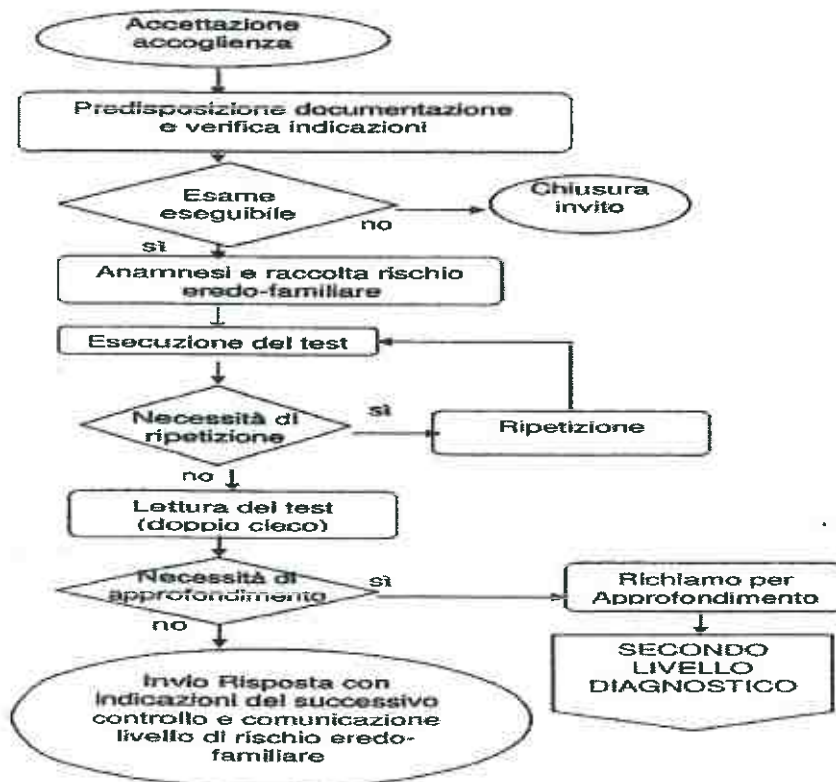 Accettazione
accoglienza
Predisposizione documentazione
e verifica indicazioni
Esame
eseguibile
Chiusura
invito
no
sì
Anamnesi e raccolta rischio
eredo-familiare
Esecuzione del test
Necessità di
ripetizione
sì
Ripetizione
no
Lettura del test
(doppio cieco)
Necessità di
approfondimento
sì
Richiamo per
Approfondimento
no
SECONDO
LIVELLO
DIAGNOSTICO
Invio Risposta con
indicazioni del successivo
controllo e comunicazione
livello di rischio eredo-
familiare